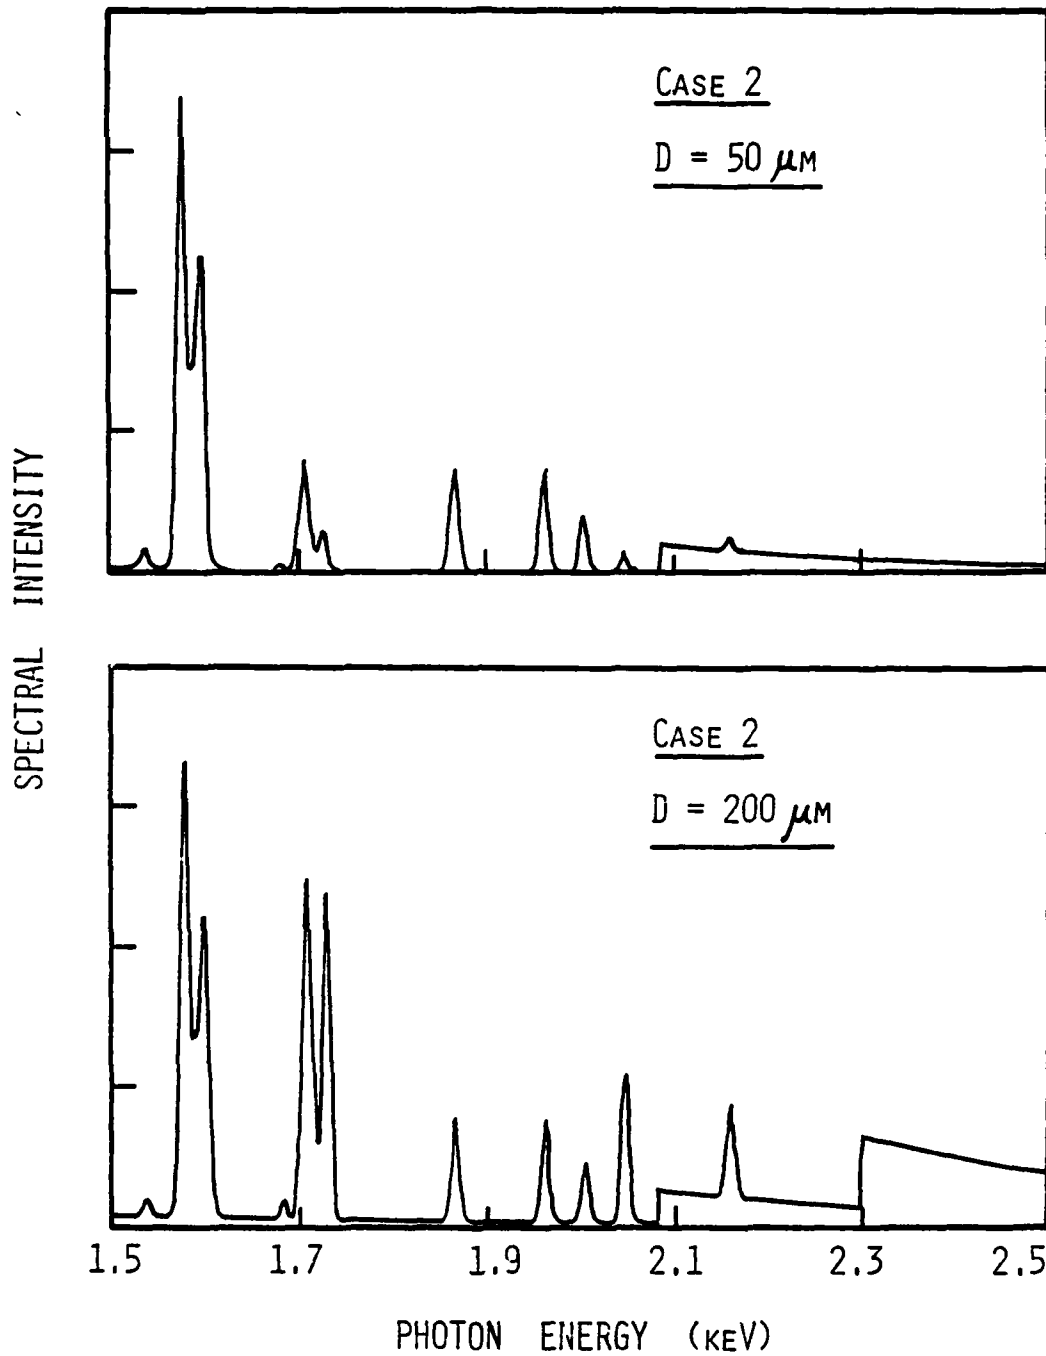 CASE 2
D = 50 μM
SPECTRAL INTENSITY
CASE 2
D = 200 μM
1.5 1.7 1.9 2.1 2.3 2.5
PHOTON ENERGY (KEV)